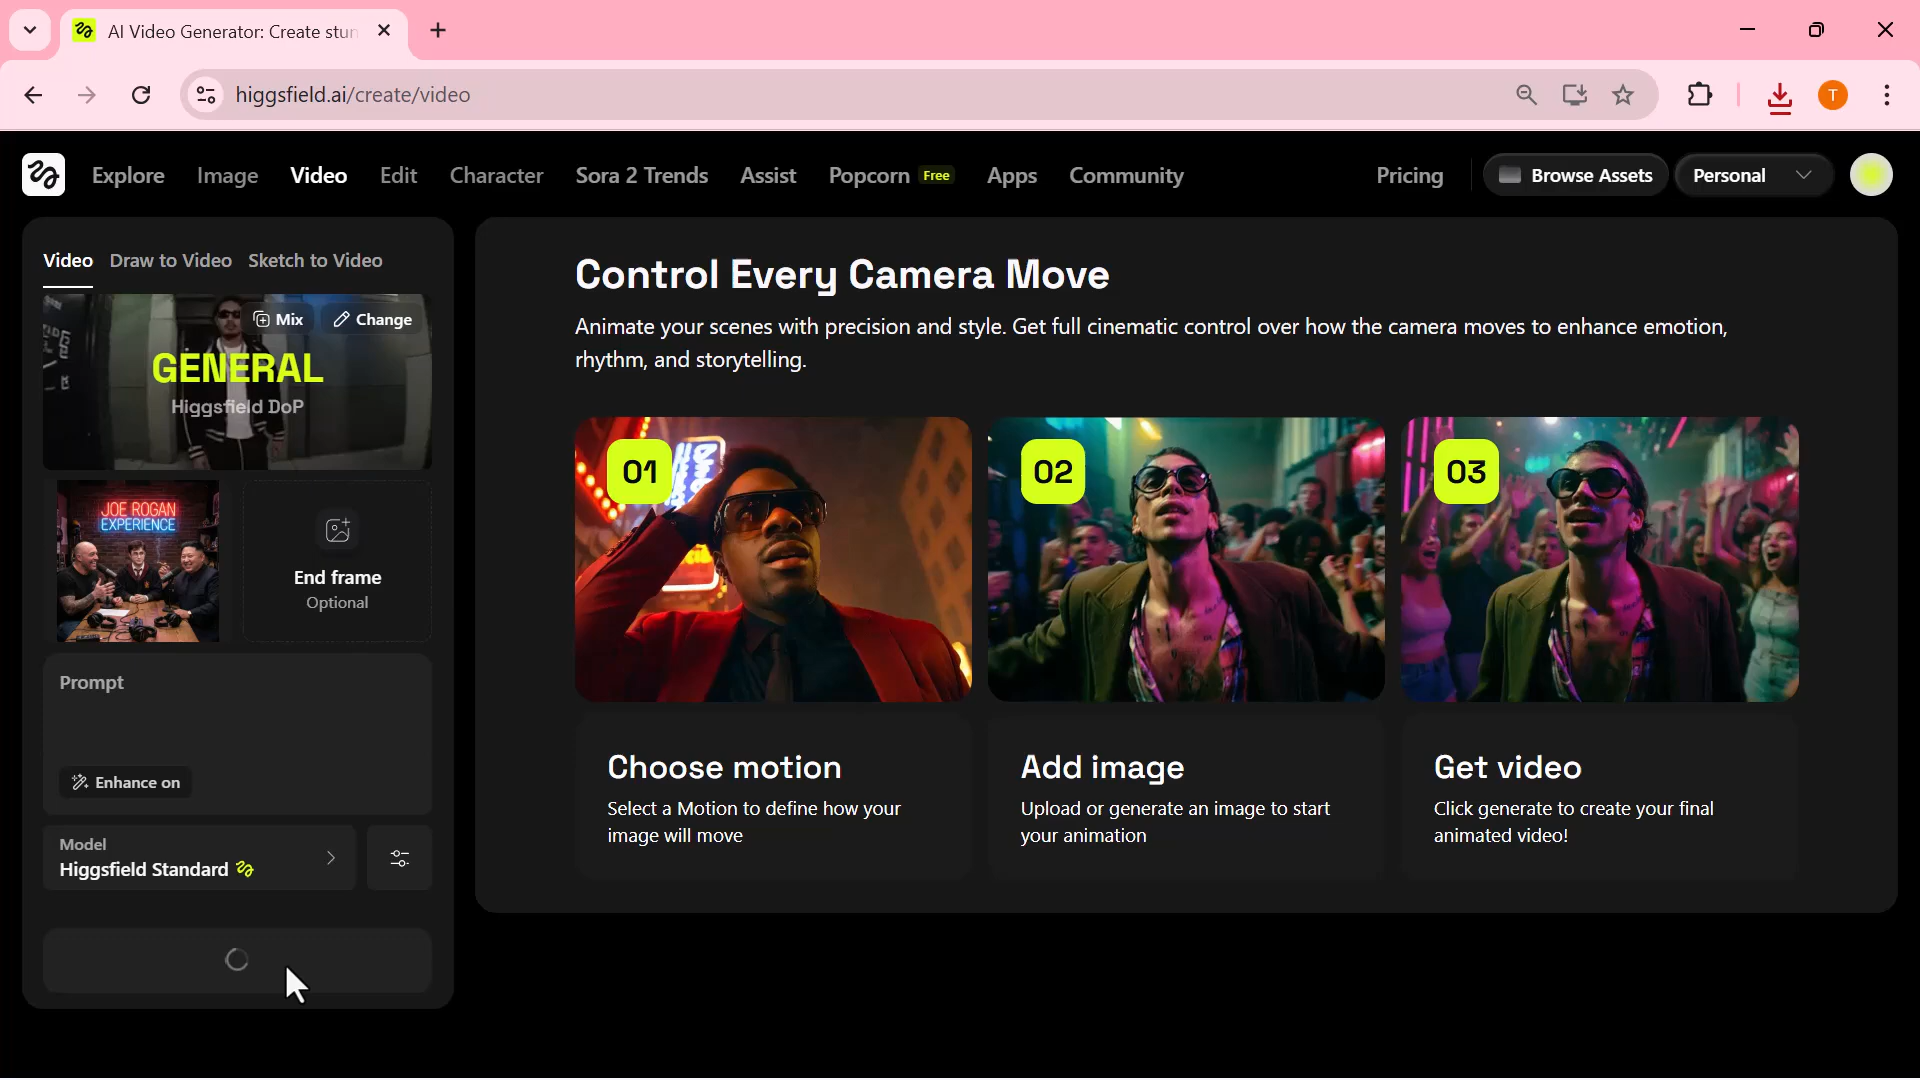 AI Video Generator: Create stun
higgsfield.ai/create/video
T
Explore
Image
Video
Edit
Character
Sora 2 Trends
Assist
Popcorn Free
Apps
Community
Pricing
Browse Assets
Personal
Video
Draw to Video
Sketch to Video
Mix
Change
GENERAL
Higgsfield DoP
JOE ROGAN
EXPERIENCE
End frame
Optional
Prompt
Enhance on
Model
Higgsfield Standard
Control Every Camera Move
Animate your scenes with precision and style. Get full cinematic control over how the camera moves to enhance emotion,
rhythm, and storytelling.
01
Choose motion
Select a Motion to define how your
image will move
02
Add image
Upload or generate an image to start
your animation
03
Get video
Click generate to create your final
animated video!